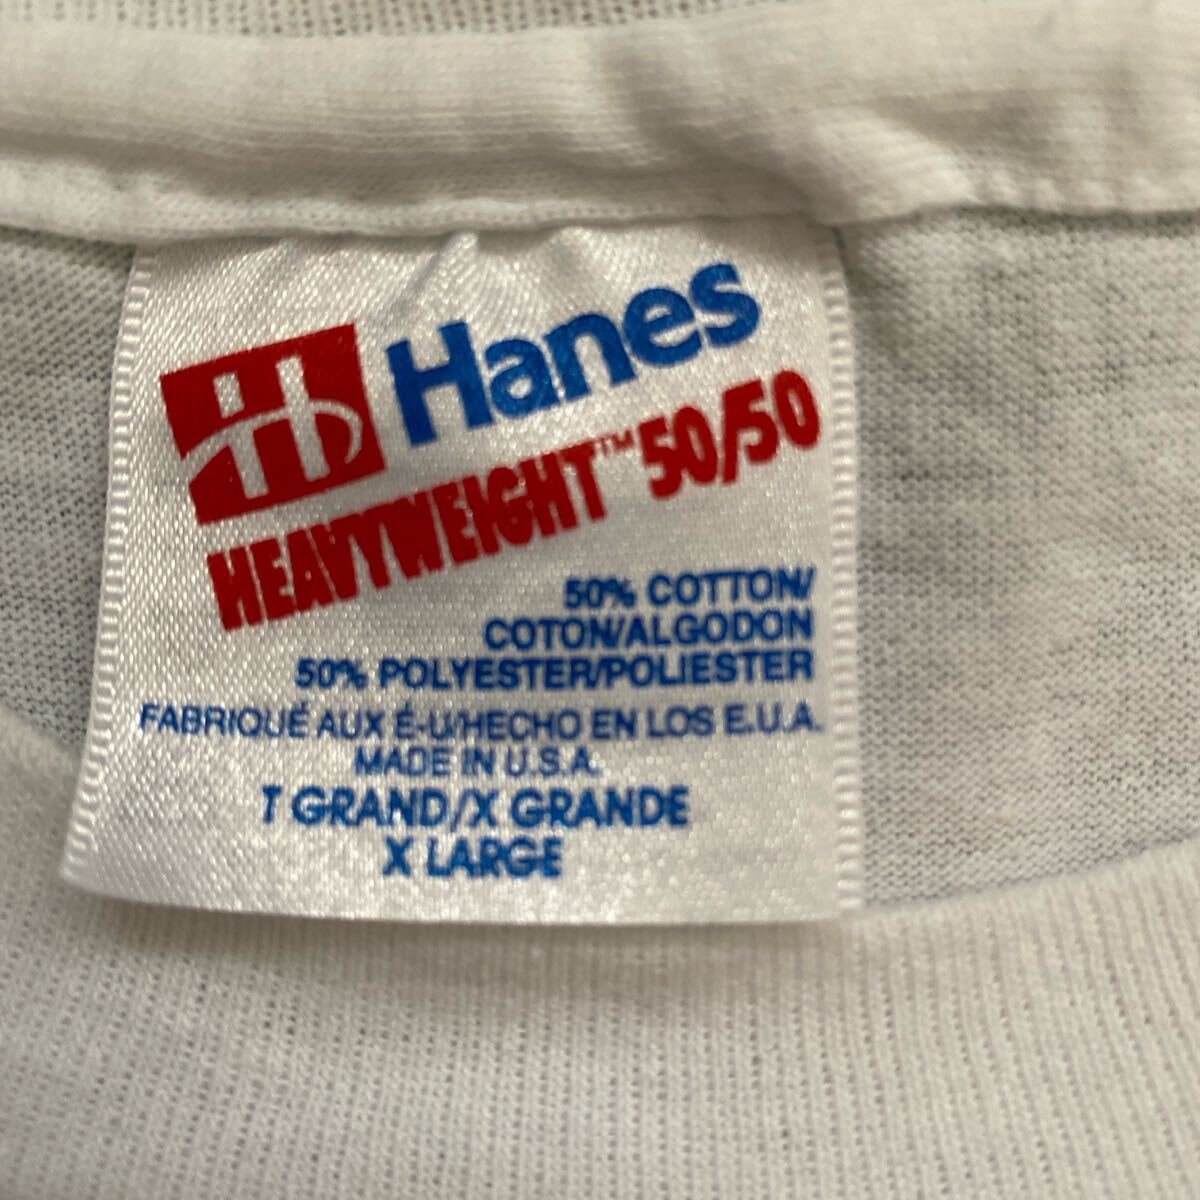 Hanes
HEAVYWEIGHT™ 50/50
50% COTTON/
COTON/ALGODON
50% POLYESTER/POLIESTER
FABRIQUÉ AUX É-U/HECHO EN LOS E.U.A.
MADE IN U.S.A.
T GRAND/X GRANDE
X LARGE